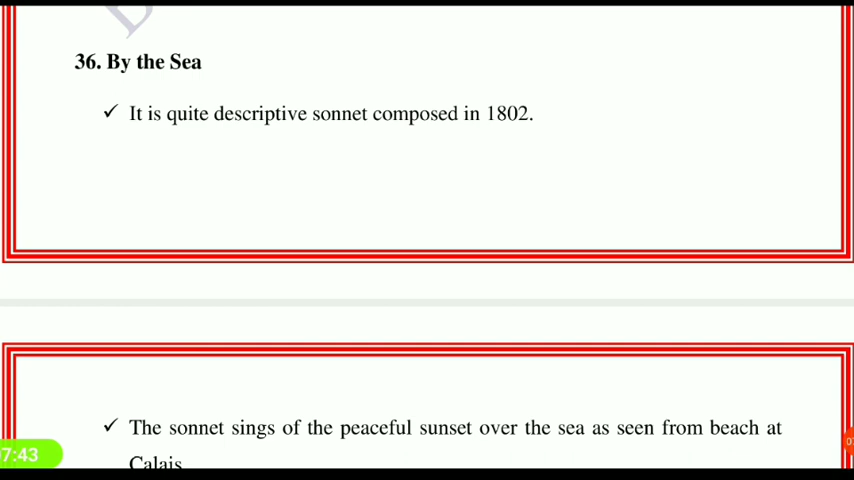 36. By the Sea
✓ It is quite descriptive sonnet composed in 1802.
✓ The sonnet sings of the peaceful sunset over the sea as seen from beach at
Calais
7:43